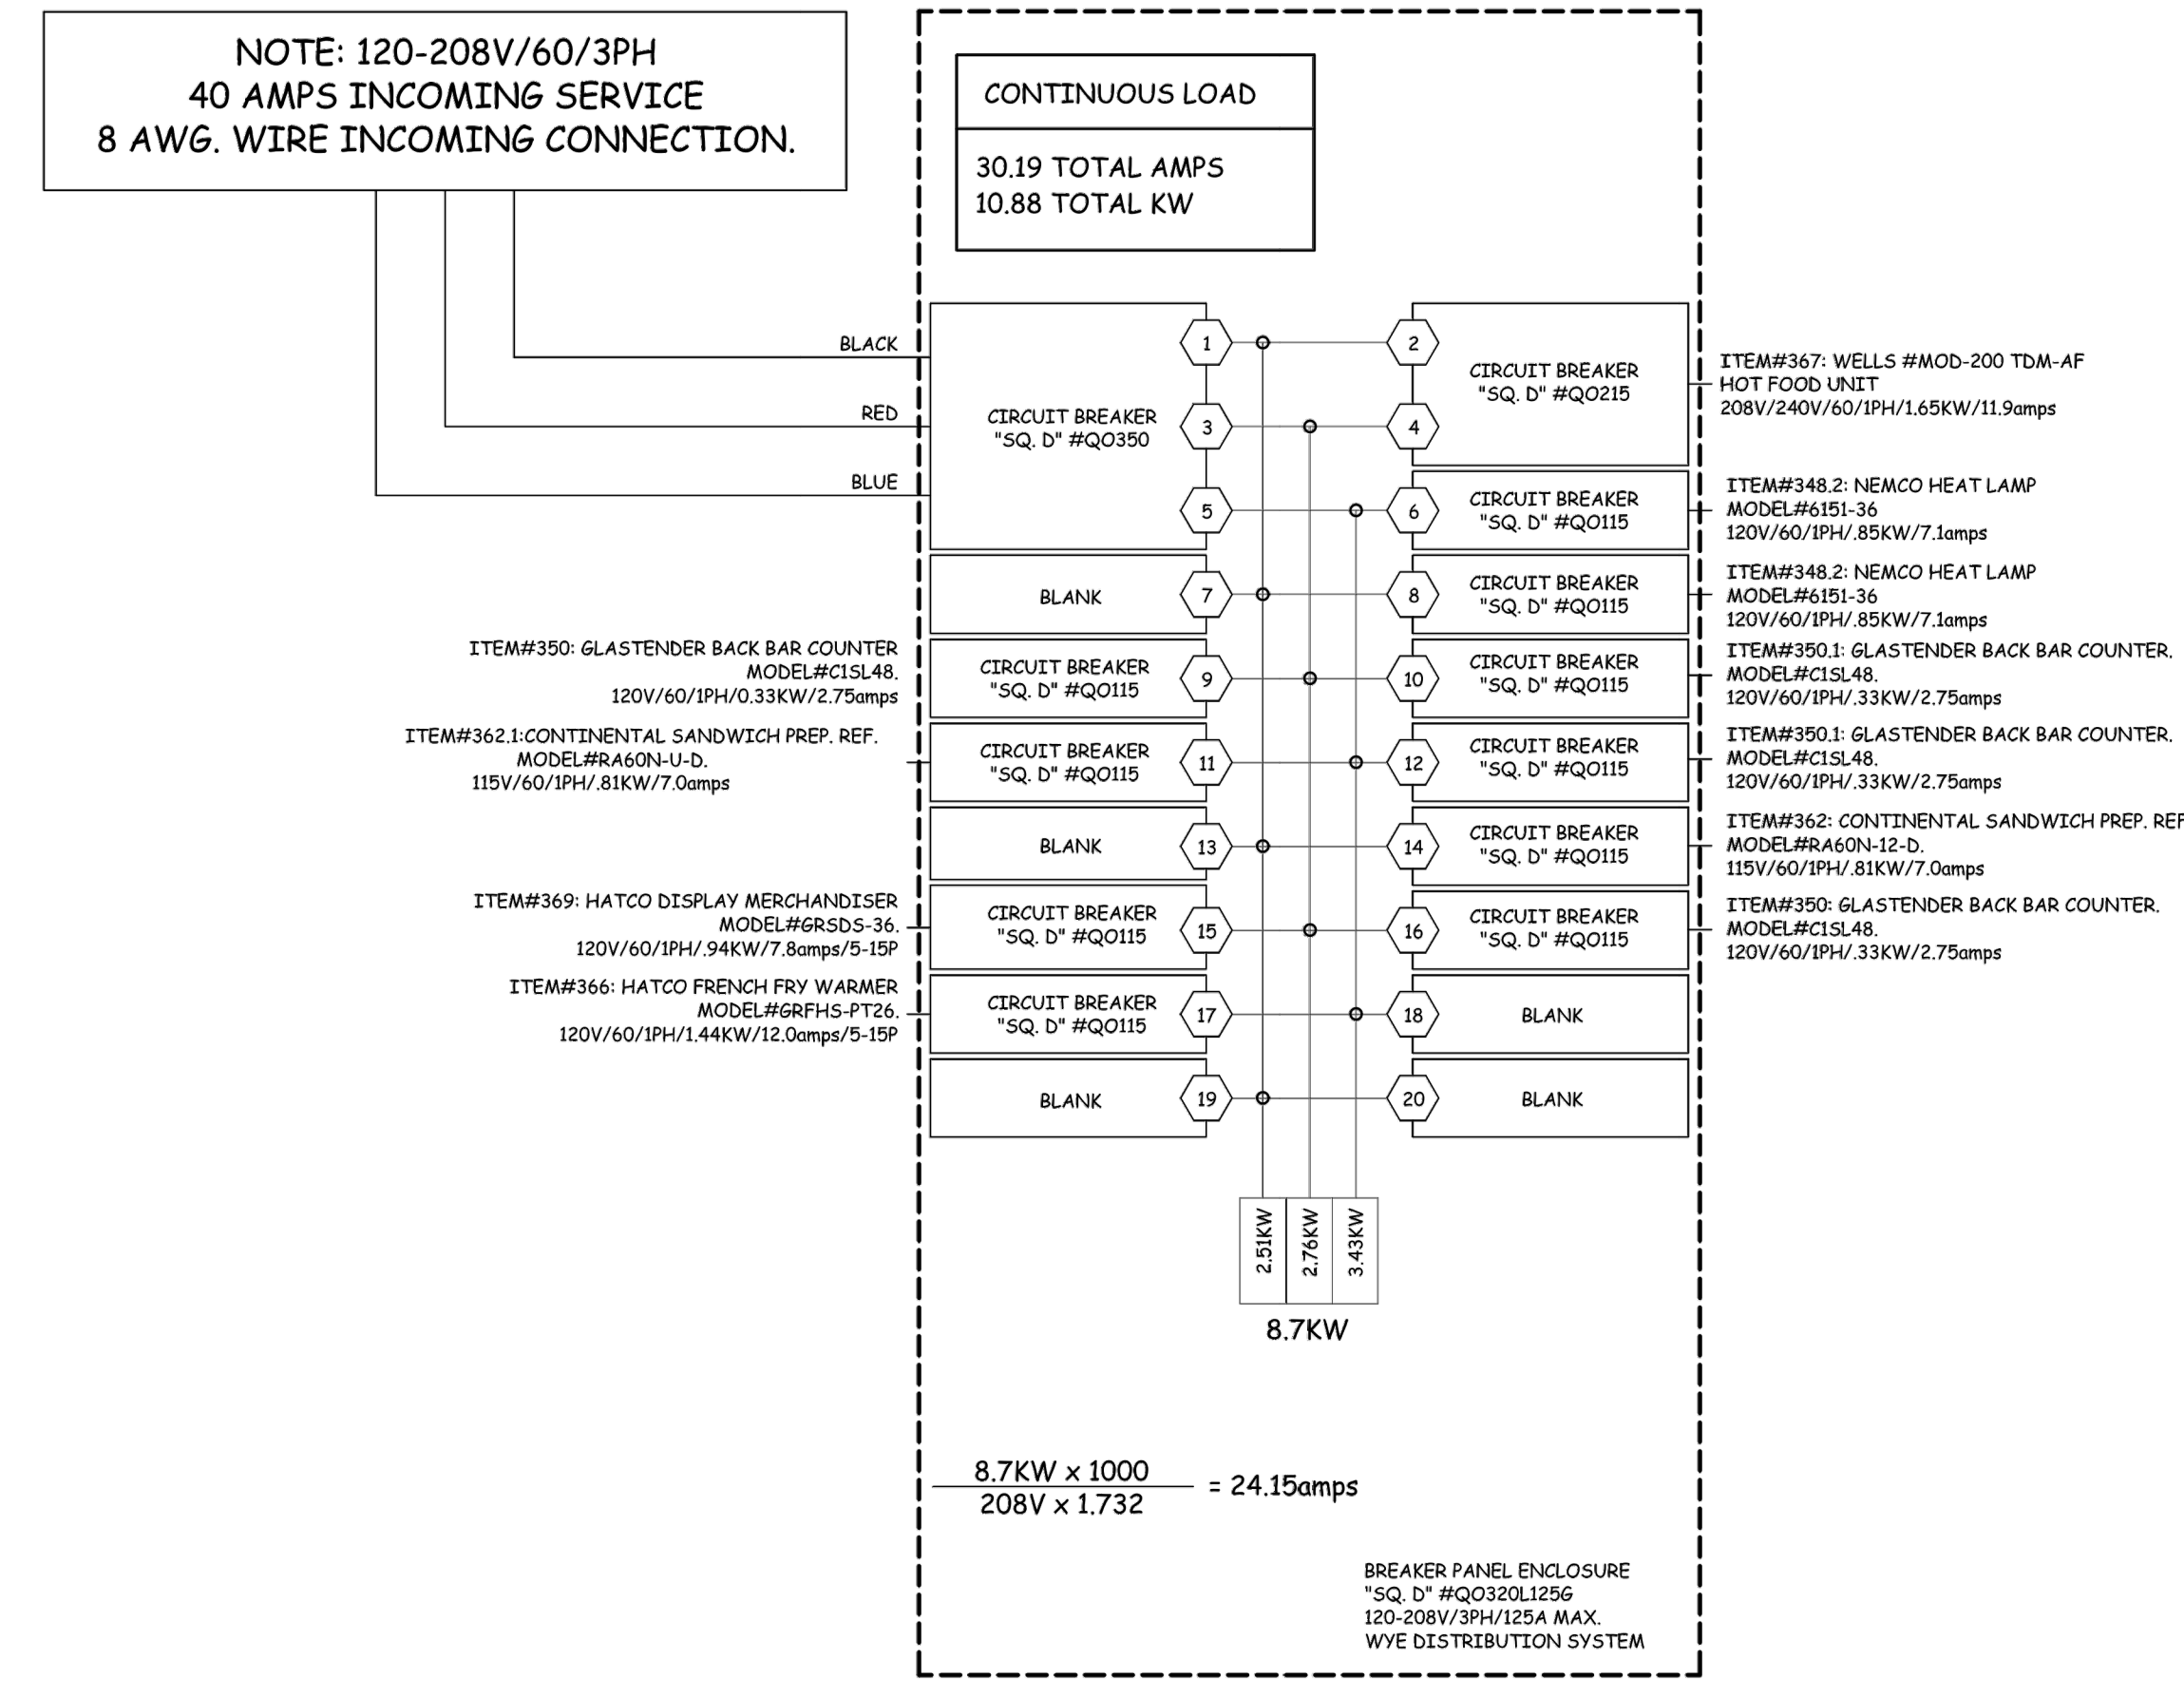 NOTE: 120-208V/60/3PH
40 AMPS INCOMING SERVICE
8 AWG. WIRE INCOMING CONNECTION.
CONTINUOUS LOAD
30.19 TOTAL AMPS
10.88 TOTAL KW
BLACK
RED
BLUE
CIRCUIT BREAKER
"SQ. D" #QO350
1
3
5
2
4
CIRCUIT BREAKER
"SQ. D" #QO215
ITEM#367: WELLS #MOD-200 TDM-AF
HOT FOOD UNIT
208V/240V/60/1PH/1.65KW/11.9amps
6
CIRCUIT BREAKER
"SQ. D" #QO115
ITEM#348.2: NEMCO HEAT LAMP
MODEL#6151-36
120V/60/1PH/.85KW/7.1amps
BLANK
7
8
CIRCUIT BREAKER
"SQ. D" #QO115
ITEM#348.2: NEMCO HEAT LAMP
MODEL#6151-36
120V/60/1PH/.85KW/7.1amps
ITEM#350: GLASTENDER BACK BAR COUNTER
MODEL#C1SL48.
120V/60/1PH/0.33KW/2.75amps
CIRCUIT BREAKER
"SQ. D" #QO115
9
10
CIRCUIT BREAKER
"SQ. D" #QO115
ITEM#350.1: GLASTENDER BACK BAR COUNTER.
MODEL#C1SL48.
120V/60/1PH/.33KW/2.75amps
ITEM#362.1:CONTINENTAL SANDWICH PREP. REF.
MODEL#RA60N-U-D.
115V/60/1PH/.81KW/7.0amps
CIRCUIT BREAKER
"SQ. D" #QO115
11
12
CIRCUIT BREAKER
"SQ. D" #QO115
ITEM#350.1: GLASTENDER BACK BAR COUNTER.
MODEL#C1SL48.
120V/60/1PH/.33KW/2.75amps
BLANK
13
14
CIRCUIT BREAKER
"SQ. D" #QO115
ITEM#362: CONTINENTAL SANDWICH PREP. REF
MODEL#RA60N-12-D.
115V/60/1PH/.81KW/7.0amps
ITEM#369: HATCO DISPLAY MERCHANDISER
MODEL#GRSDS-36.
120V/60/1PH/.94KW/7.8amps/5-15P
CIRCUIT BREAKER
"SQ. D" #QO115
15
16
CIRCUIT BREAKER
"SQ. D" #QO115
ITEM#350: GLASTENDER BACK BAR COUNTER.
MODEL#C1SL48.
120V/60/1PH/.33KW/2.75amps
ITEM#366: HATCO FRENCH FRY WARMER
MODEL#GRFHS-PT26.
120V/60/1PH/1.44KW/12.0amps/5-15P
CIRCUIT BREAKER
"SQ. D" #QO115
17
18
BLANK
BLANK
19
20
BLANK
2.51KW
2.76KW
3.43KW
8.7KW
8.7KW x 1000
208V x 1.732
= 24.15amps
BREAKER PANEL ENCLOSURE
"SQ. D" #QO320L125G
120-208V/3PH/125A MAX.
WYE DISTRIBUTION SYSTEM